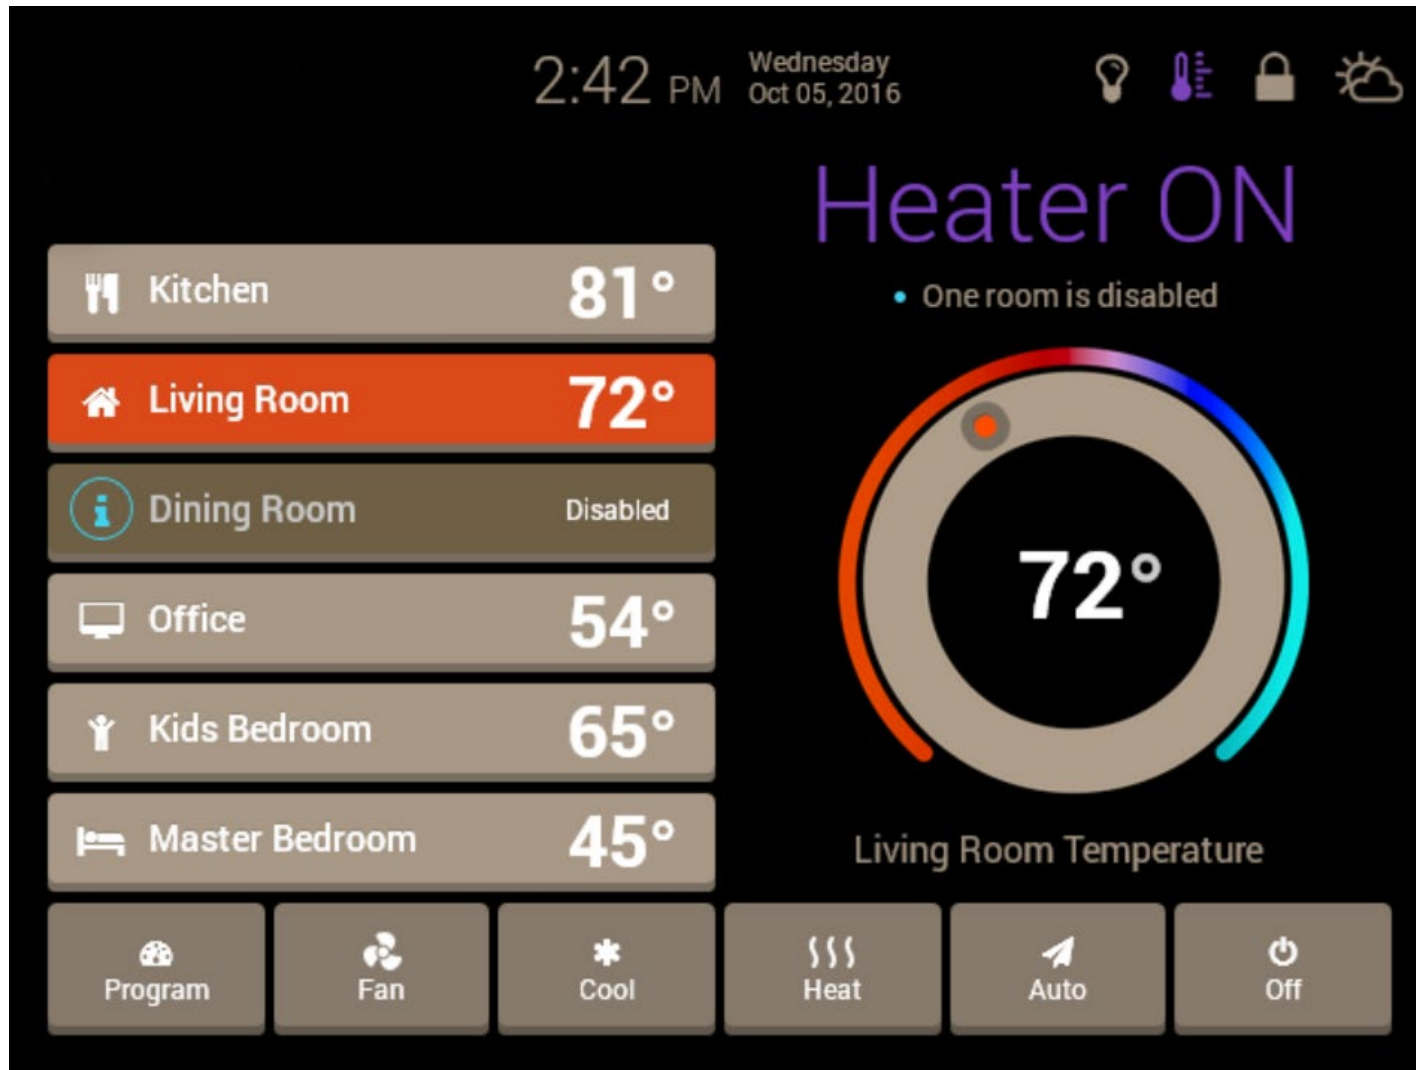 2:42 PM
Wednesday
Oct 05, 2016
Heater ON
One room is disabled
Kitchen 81°
Living Room 72°
Dining Room Disabled
Office 54°
Kids Bedroom 65°
Master Bedroom 45°
72°
Living Room Temperature
Program
Fan
Cool
Heat
Auto
Off